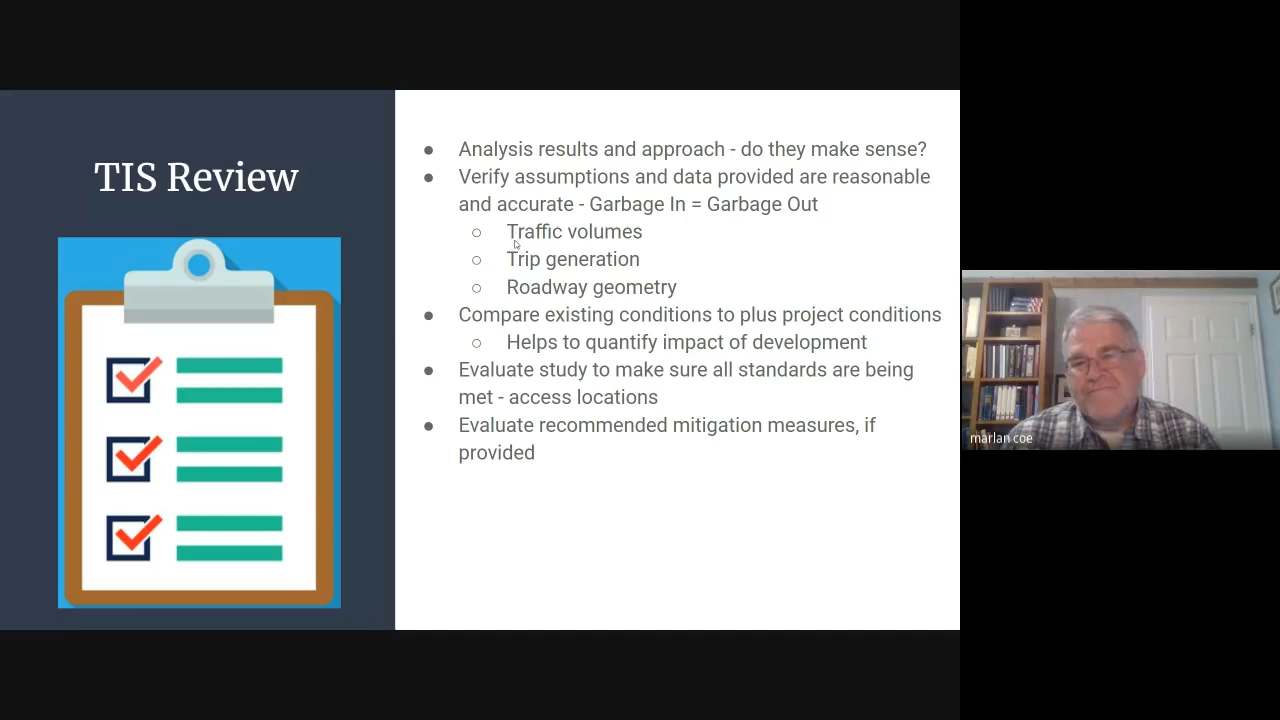 TIS Review
● Analysis results and approach - do they make sense?
● Verify assumptions and data provided are reasonable
and accurate - Garbage In = Garbage Out
○ Traffic volumes
○ Trip generation
○ Roadway geometry
● Compare existing conditions to plus project conditions
○ Helps to quantify impact of development
● Evaluate study to make sure all standards are being
met - access locations
● Evaluate recommended mitigation measures, if
provided
marlan coe